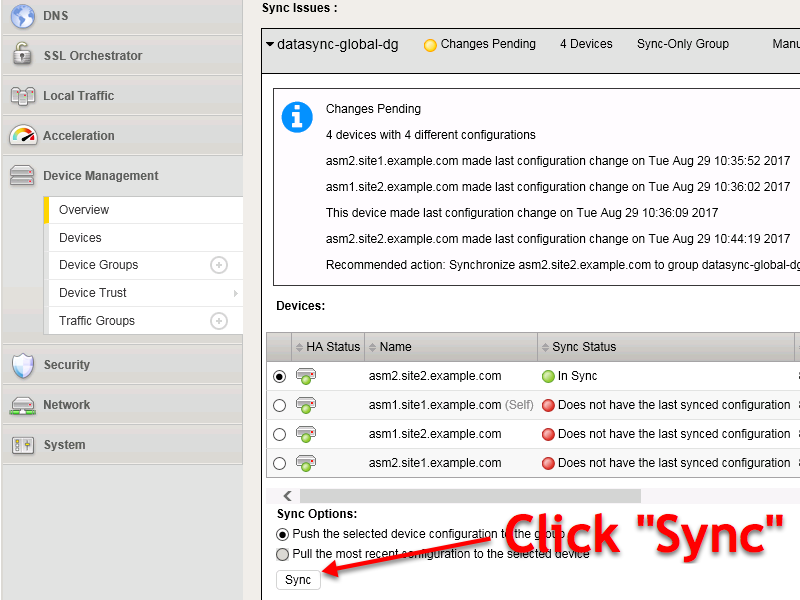 DNS
SSL Orchestrator
Local Traffic
Acceleration
Device Management
Overview
Devices
Device Groups
Device Trust
Traffic Groups
Security
Network
System
Sync Issues :
datasync-global-dg Changes Pending 4 Devices Sync-Only Group
Changes Pending
4 devices with 4 different configurations
asm2.site1.example.com made last configuration change on Tue Aug 29 10:35:52 2017
asm1.site2.example.com made last configuration change on Tue Aug 29 10:36:02 2017
This device made last configuration change on Tue Aug 29 10:36:09 2017
asm2.site2.example.com made last configuration change on Tue Aug 29 10:44:19 2017
Recommended action: Synchronize asm2.site2.example.com to group datasync-global-dg
Devices:
HA Status Name Sync Status
asm2.site2.example.com In Sync
asm1.site1.example.com (Self) Does not have the last synced configuration
asm1.site2.example.com Does not have the last synced configuration
asm2.site1.example.com Does not have the last synced configuration
Sync Options:
Push the selected device configuration to the group
Pull the most recent configuration to the selected device
Sync
Click "Sync"